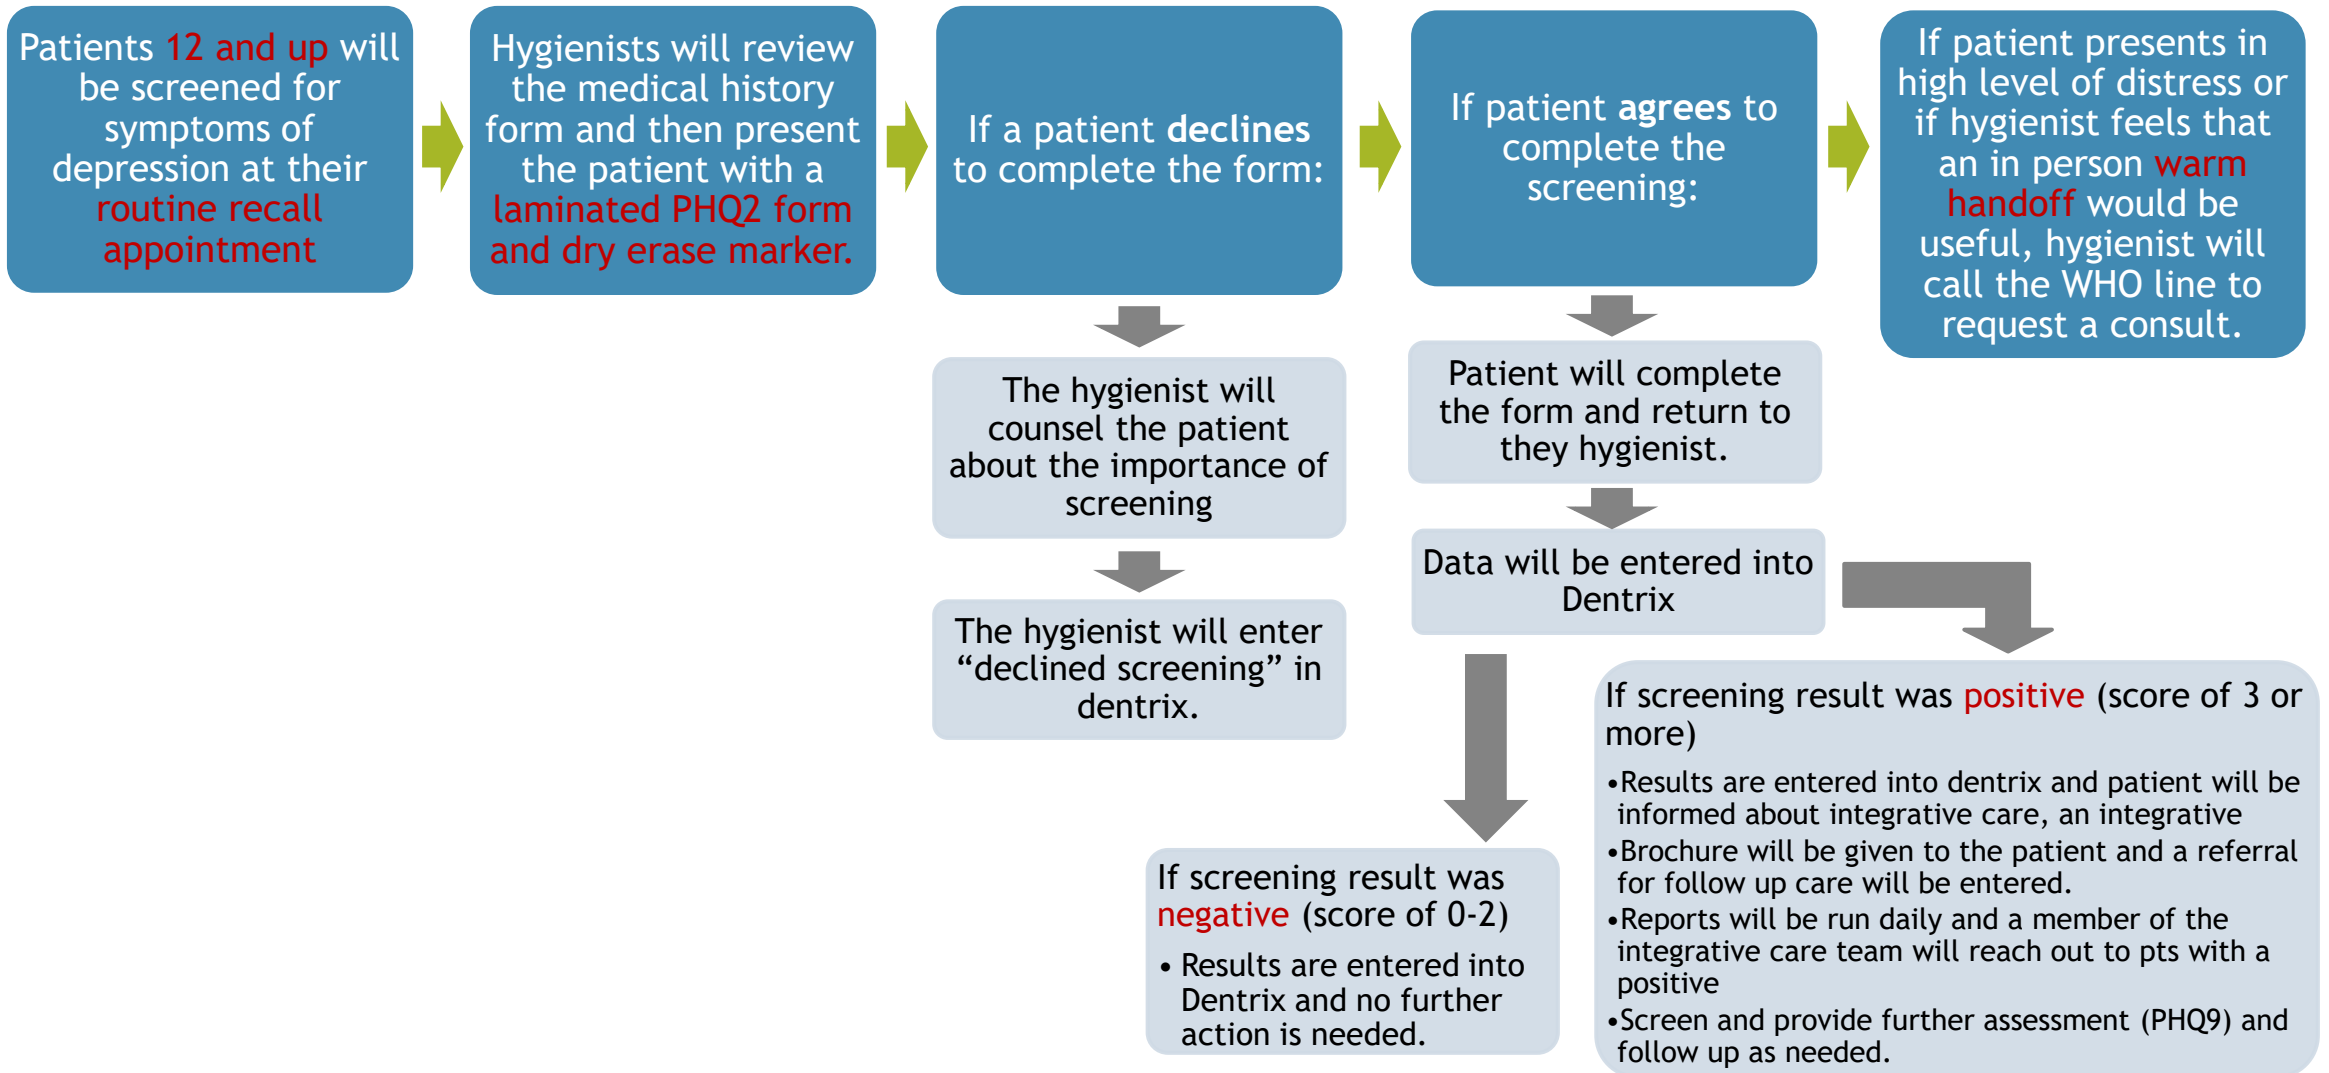 Patients 12 and up will
be screened for
symptoms of
depression at their
routine recall
appointment
Hygienists will review
the medical history
form and then present
the patient with a
laminated PHQ2 form
and dry erase marker.
If a patient declines
to complete the form:
The hygienist will
counsel the patient
about the importance of
screening
The hygienist will enter
“declined screening” in
dentrix.
If patient agrees to
complete the
screening:
Patient will complete
the form and return to
they hygienist.
Data will be entered into
Dentrix
If screening result was
negative (score of 0-2)
• Results are entered into
Dentrix and no further
action is needed.
If screening result was positive (score of 3 or
more)
•Results are entered into dentrix and patient will be
informed about integrative care, an integrative
•Brochure will be given to the patient and a referral
for follow up care will be entered.
•Reports will be run daily and a member of the
integrative care team will reach out to pts with a
positive
•Screen and provide further assessment (PHQ9) and
follow up as needed.
If patient presents in
high level of distress or
if hygienist feels that
an in person warm
handoff would be
useful, hygienist will
call the WHO line to
request a consult.